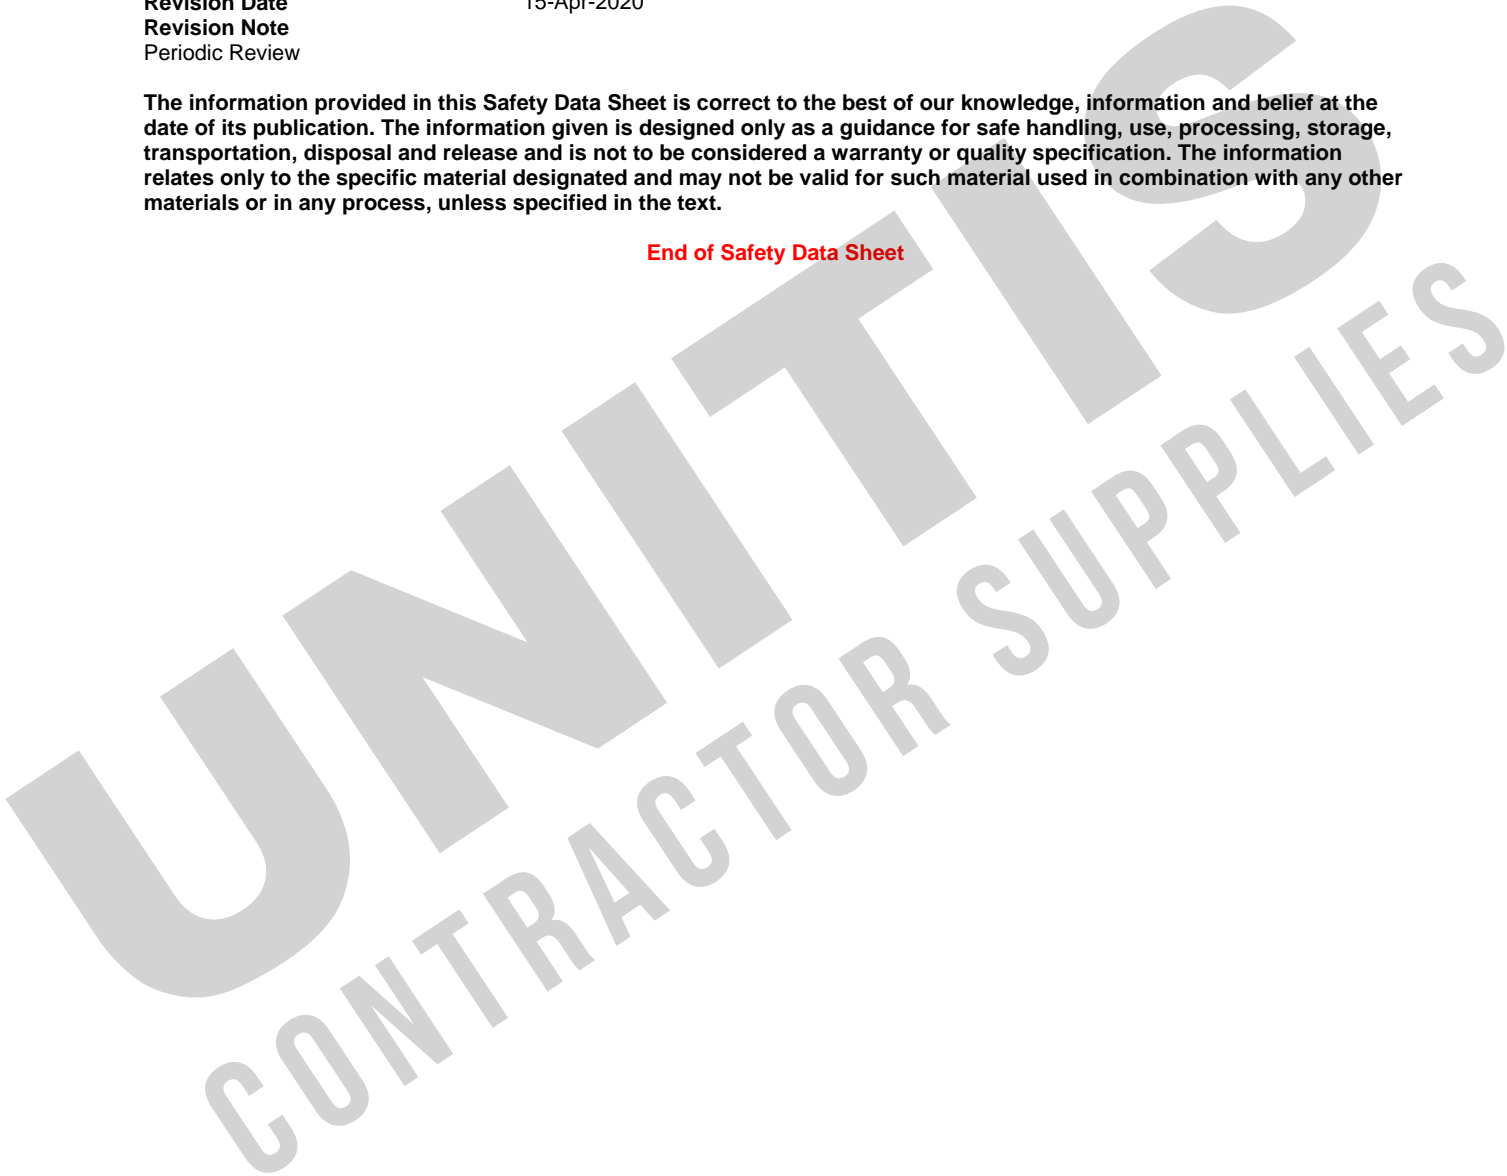 Revision Date 15-Apr-2020
Revision Note
Periodic Review
The information provided in this Safety Data Sheet is correct to the best of our knowledge, information and belief at the
date of its publication. The information given is designed only as a guidance for safe handling, use, processing, storage,
transportation, disposal and release and is not to be considered a warranty or quality specification. The information
relates only to the specific material designated and may not be valid for such material used in combination with any other
materials or in any process, unless specified in the text.
End of Safety Data Sheet
UNITIS
CONTRACTOR SUPPLIES